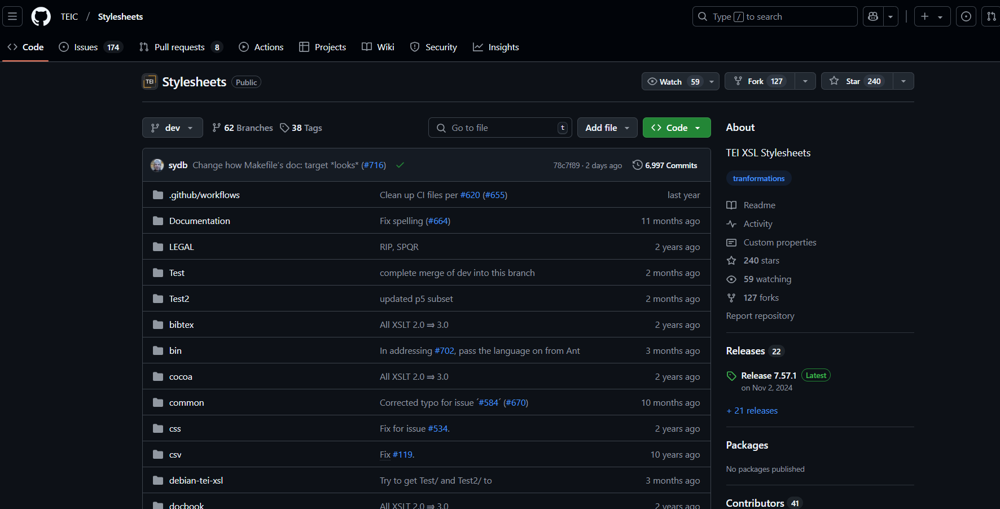 TEIC / Stylesheets Type / to search
Code Issues 174 Pull requests 8 Actions Projects Wiki Security Insights
TEI Stylesheets Public Watch 59 Fork 127 Star 240
dev 62 Branches 38 Tags Go to file t Add file Code
sydb Change how Makefile's doc: target *looks* (#716) 78c7f89 · 2 days ago 6,997 Commits
.github/workflows Clean up CI files per #620 (#655) last year
Documentation Fix spelling (#664) 11 months ago
LEGAL RIP, SPQR 2 years ago
Test complete merge of dev into this branch 2 months ago
Test2 updated p5 subset 2 months ago
bibtex All XSLT 2.0 ⇒ 3.0 2 years ago
bin In addressing #702, pass the language on from Ant 3 months ago
cocoa All XSLT 2.0 ⇒ 3.0 2 years ago
common Corrected typo for issue ´#584´ (#670) 10 months ago
css Fix for issue #534. 2 years ago
csv Fix #119. 10 years ago
debian-tei-xsl Try to get Test/ and Test2/ to 3 months ago
docbook All XSLT 2.0 ⇒ 3.0 2 years ago
About
TEI XSL Stylesheets
tranformations
Readme
Activity
Custom properties
240 stars
59 watching
127 forks
Report repository
Releases 22
Release 7.57.1 Latest
on Nov 2, 2024
+ 21 releases
Packages
No packages published
Contributors 41